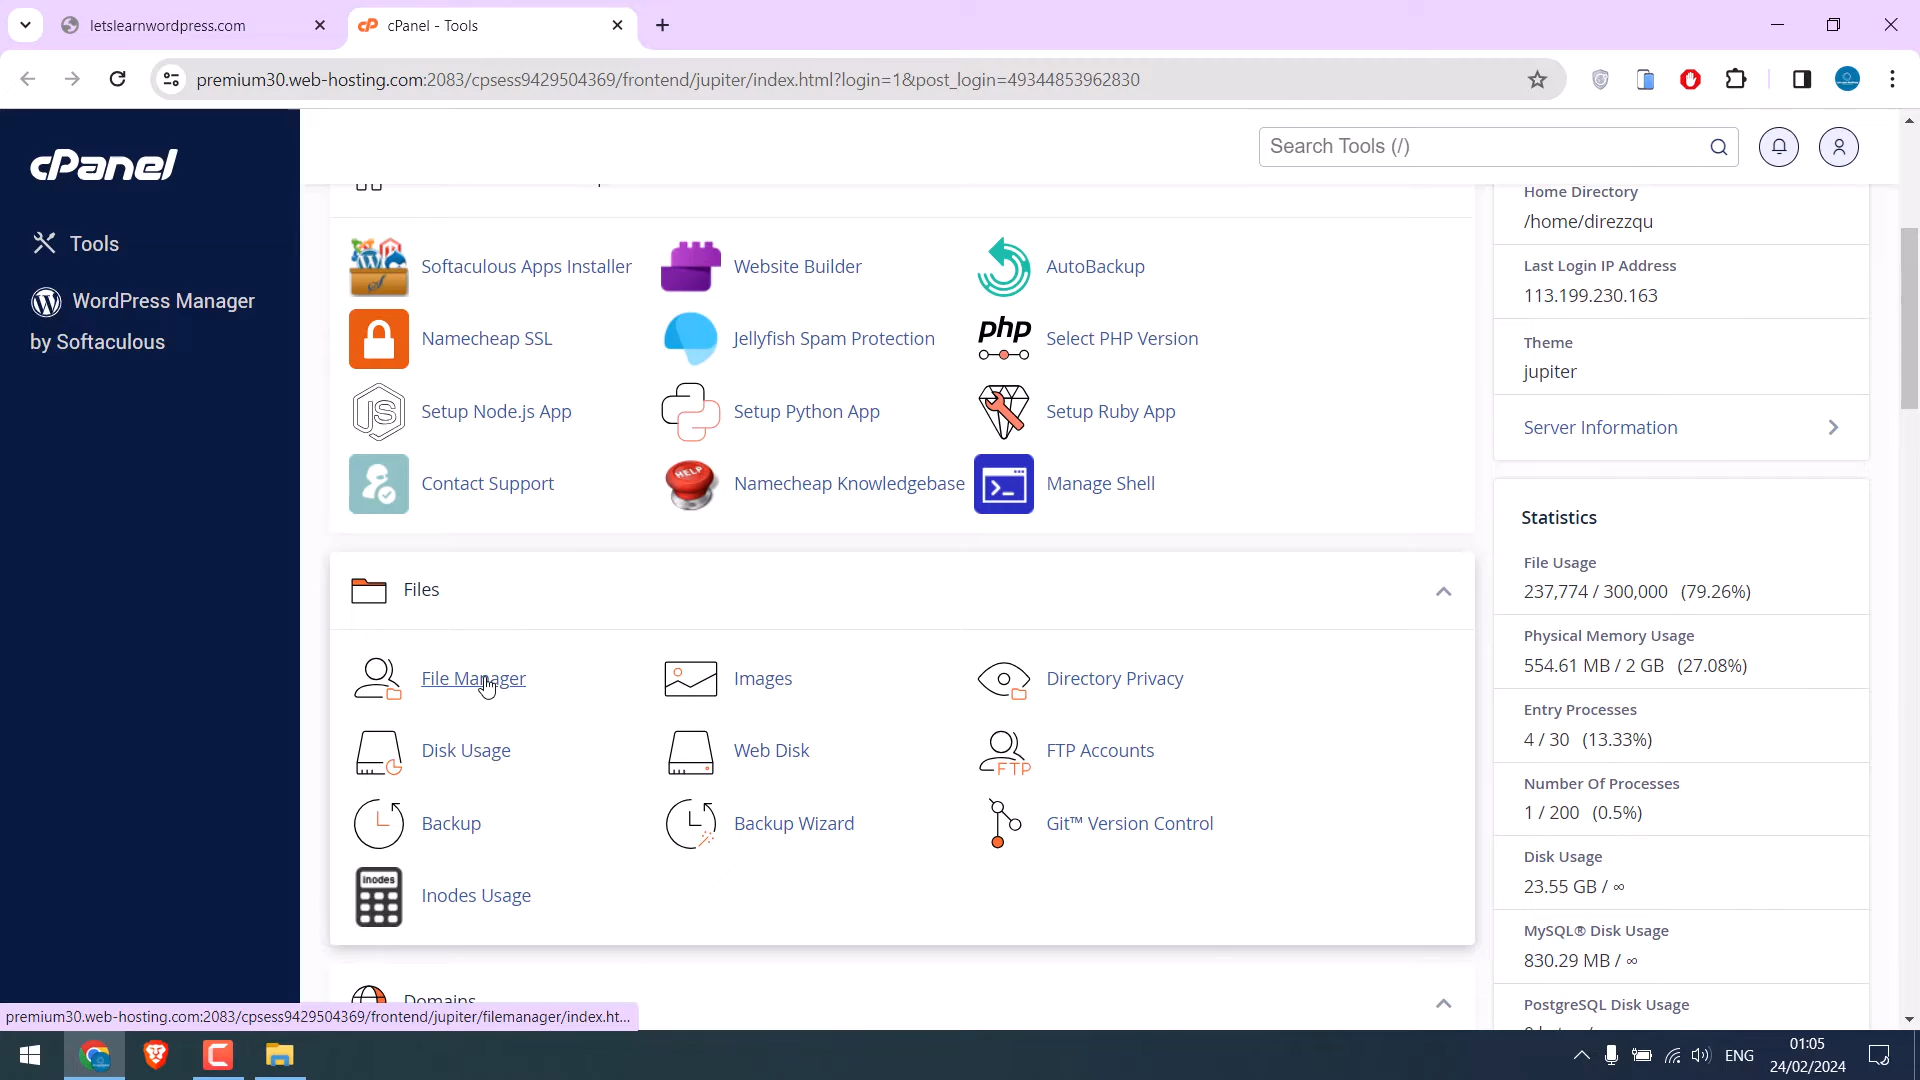 letslearnwordpress.com
cPanel - Tools
premium30.web-hosting.com:2083/cpsess9429504369/frontend/jupiter/index.html?login=1&post_login=49344853962830
cPanel
Search Tools (/)
Tools
WordPress Manager
by Softaculous
Softaculous Apps Installer
Website Builder
AutoBackup
Namecheap SSL
Jellyfish Spam Protection
php
Select PHP Version
JS
Setup Node.js App
Setup Python App
Setup Ruby App
Contact Support
HELP
Namecheap Knowledgebase
Manage Shell
Files
File Manager
Images
Directory Privacy
Disk Usage
Web Disk
FTP
FTP Accounts
Backup
Backup Wizard
Git™ Version Control
inodes
Inodes Usage
Domains
Home Directory
/home/direzzqu
Last Login IP Address
113.199.230.163
Theme
jupiter
Server Information
Statistics
File Usage
237,774 / 300,000 (79.26%)
Physical Memory Usage
554.61 MB / 2 GB (27.08%)
Entry Processes
4 / 30 (13.33%)
Number Of Processes
1 / 200 (0.5%)
Disk Usage
23.55 GB / ∞
MySQL® Disk Usage
830.29 MB / ∞
PostgreSQL Disk Usage
premium30.web-hosting.com:2083/cpsess9429504369/frontend/jupiter/filemanager/index.ht...
ENG
01:05
24/02/2024